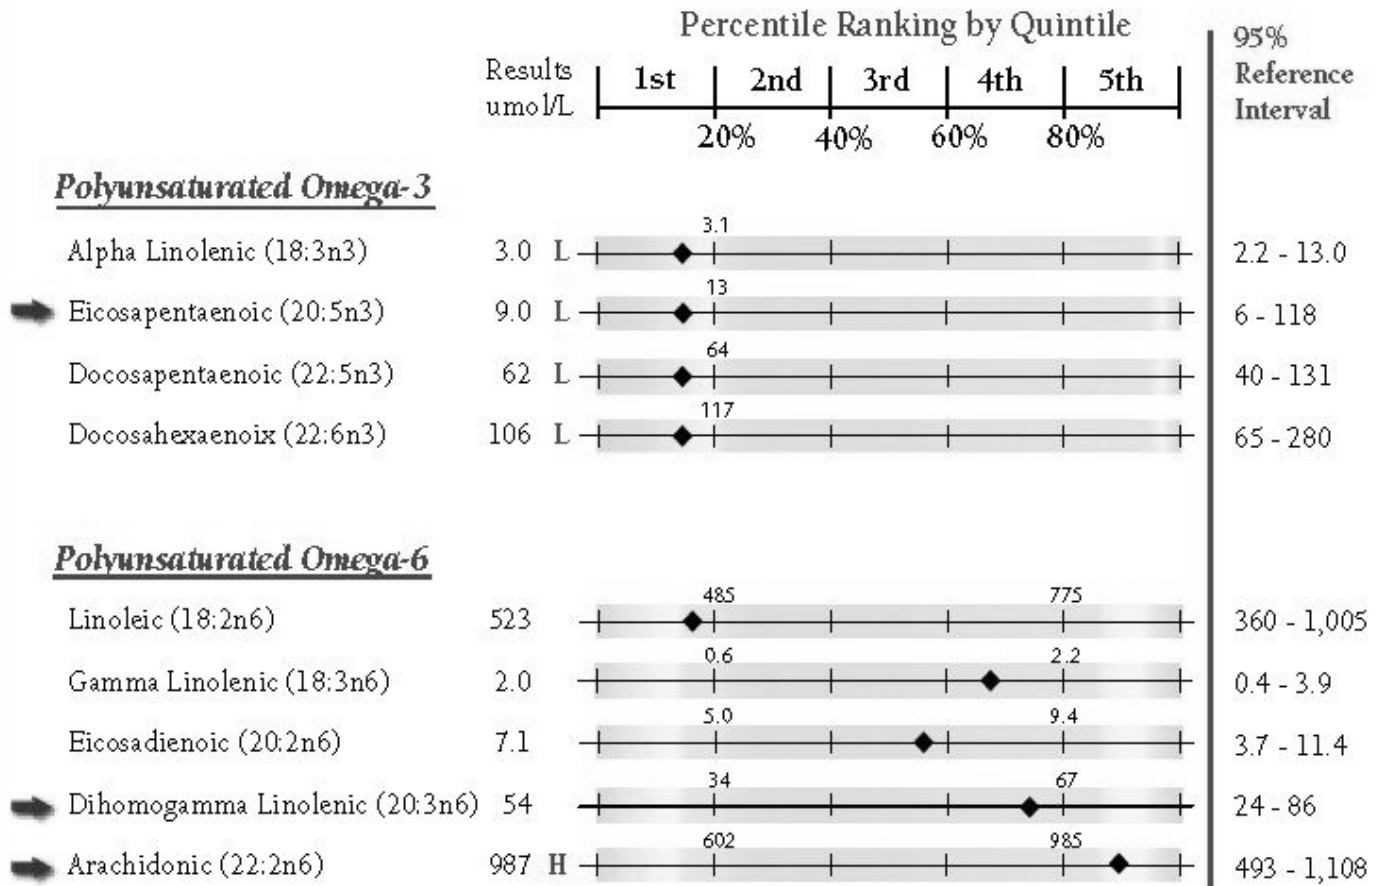 Percentile Ranking by Quintile
Results umol/L 1st 2nd 3rd 4th 5th 95% Reference Interval
20% 40% 60% 80%
Polyunsaturated Omega-3
3.1
Alpha Linolenic (18:3n3) 3.0 L 2.2 - 13.0
13
Eicosapentaenoic (20:5n3) 9.0 L 6 - 118
64
Docosapentaenoic (22:5n3) 62 L 40 - 131
117
Docosahexaenoix (22:6n3) 106 L 65 - 280
Polyunsaturated Omega-6
485 775
Linoleic (18:2n6) 523 360 - 1,005
0.6 2.2
Gamma Linolenic (18:3n6) 2.0 0.4 - 3.9
5.0 9.4
Eicosadienoic (20:2n6) 7.1 3.7 - 11.4
34 67
Dihomogamma Linolenic (20:3n6) 54 24 - 86
602 985
Arachidonic (22:2n6) 987 H 493 - 1,108